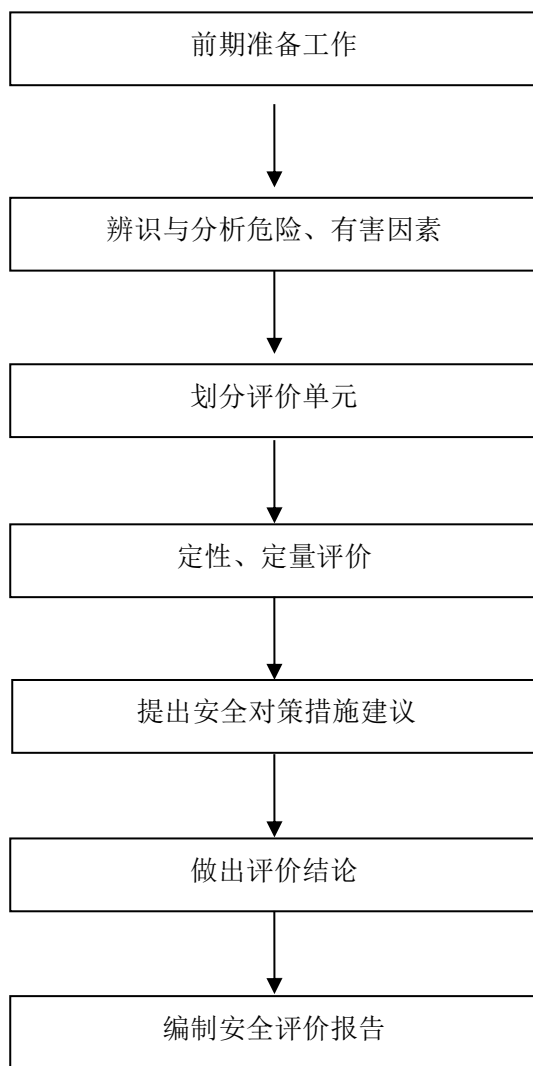 前期准备工作
辨识与分析危险、有害因素
划分评价单元
定性、定量评价
提出安全对策措施建议
做出评价结论
编制安全评价报告